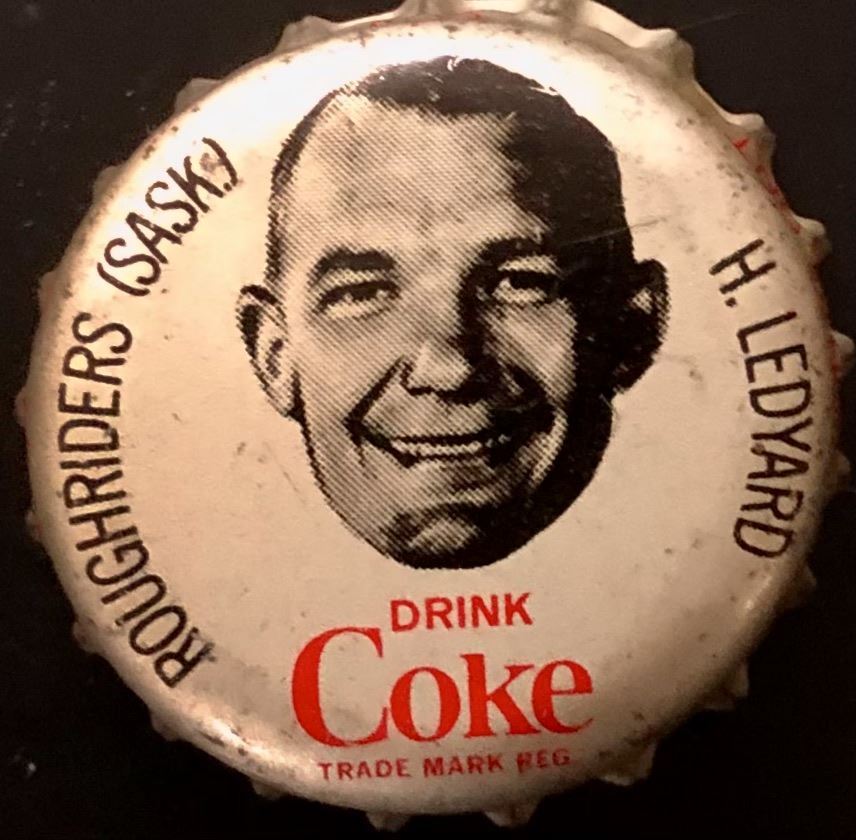 ROUGHRIDERS (SASK.)
H. LEDYARD
DRINK
Coke
TRADE MARK REG